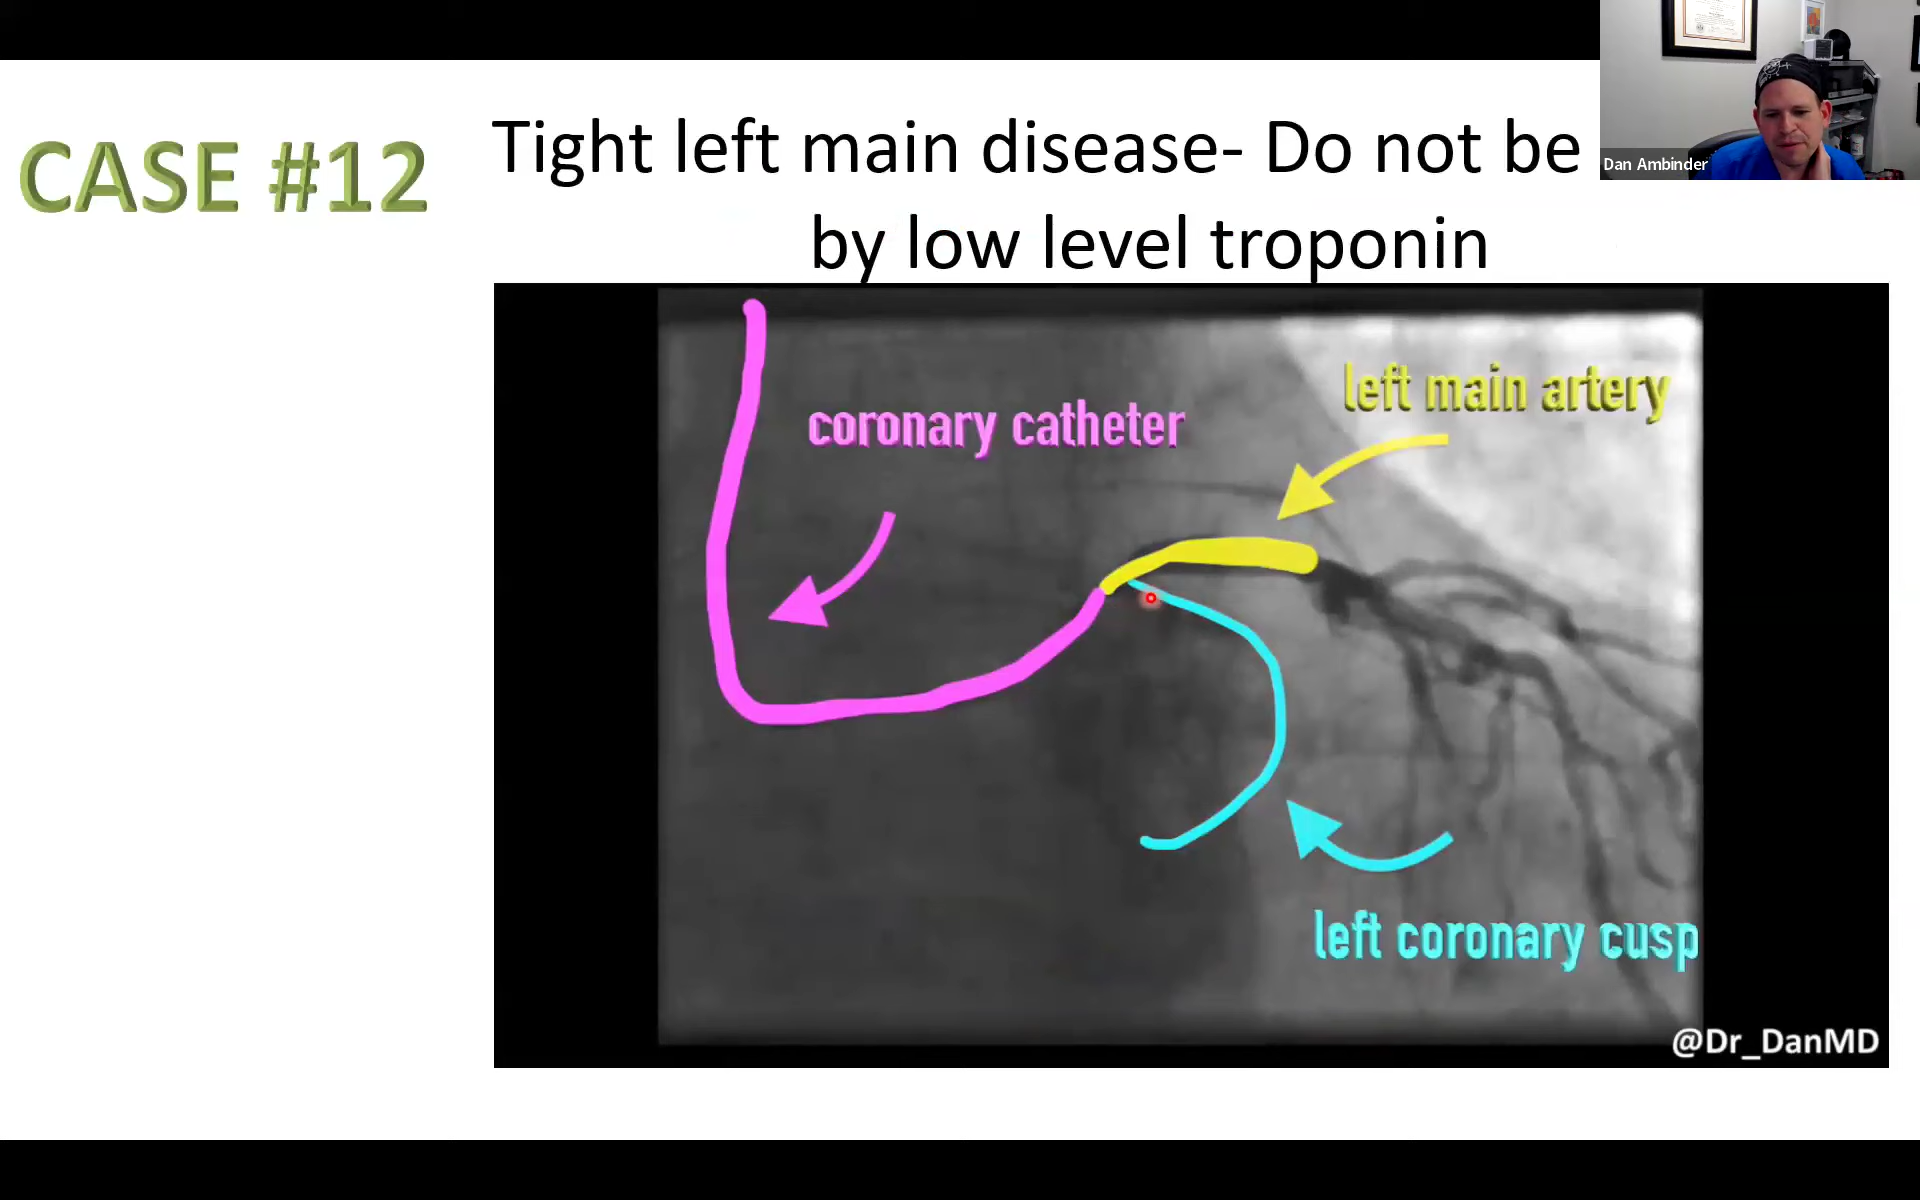 CASE #12
Tight left main disease- Do not be
by low level troponin
Dan Ambinder
coronary catheter
left main artery
left coronary cusp
@Dr_DanMD